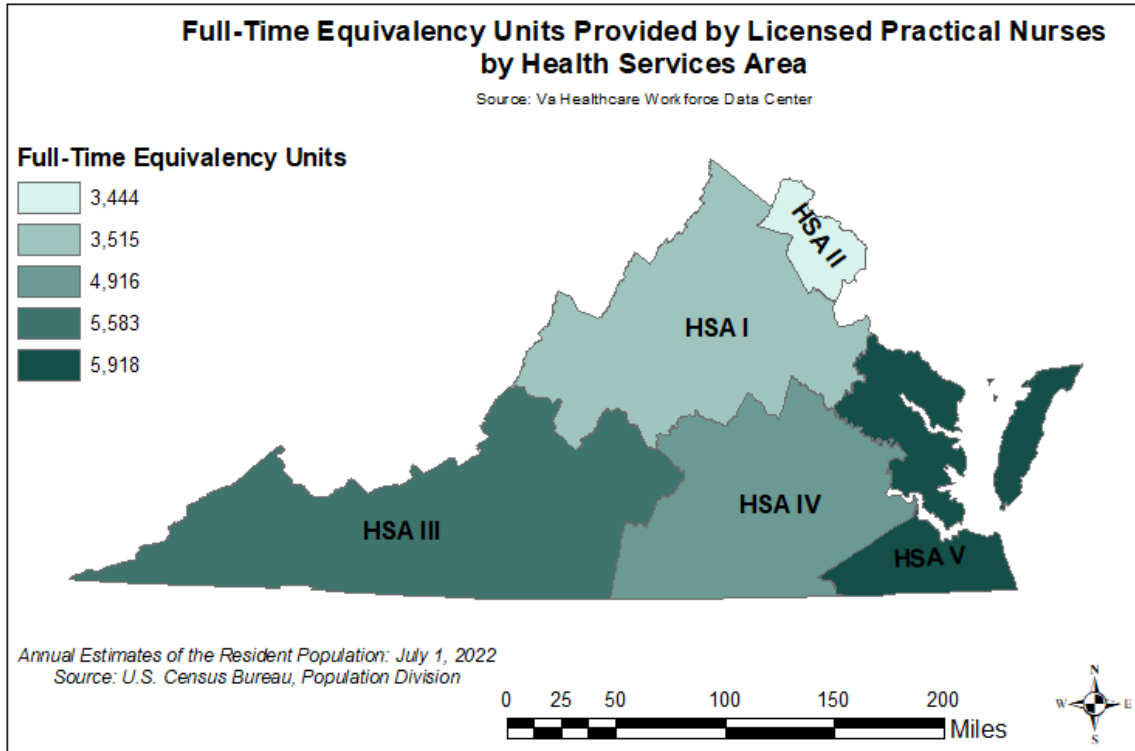 Full-Time Equivalency Units Provided by Licensed Practical Nurses
by Health Services Area
Source: Va Healthcare Workforce Data Center
Full-Time Equivalency Units
3,444
3,515
4,916
5,583
5,918
HSA II
HSA I
HSA IV
HSA III
HSA V
Annual Estimates of the Resident Population: July 1, 2022
Source: U.S. Census Bureau, Population Division
0 25 50 100 150 200
Miles
N
W E
S